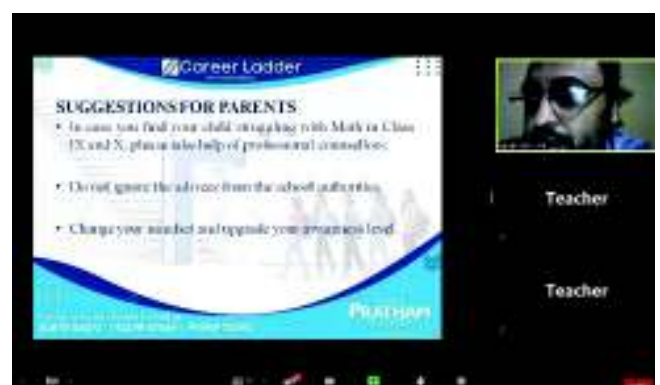 Career Ladder
SUGGESTIONS FOR PARENTS
• In case you find your child struggling with Math in Class
IX and X, please take help of professional counsellors
• Do not ignore the advices from the school authorities
• Change your mindset and upgrade your awareness level
PRATHAM
Teacher
Teacher